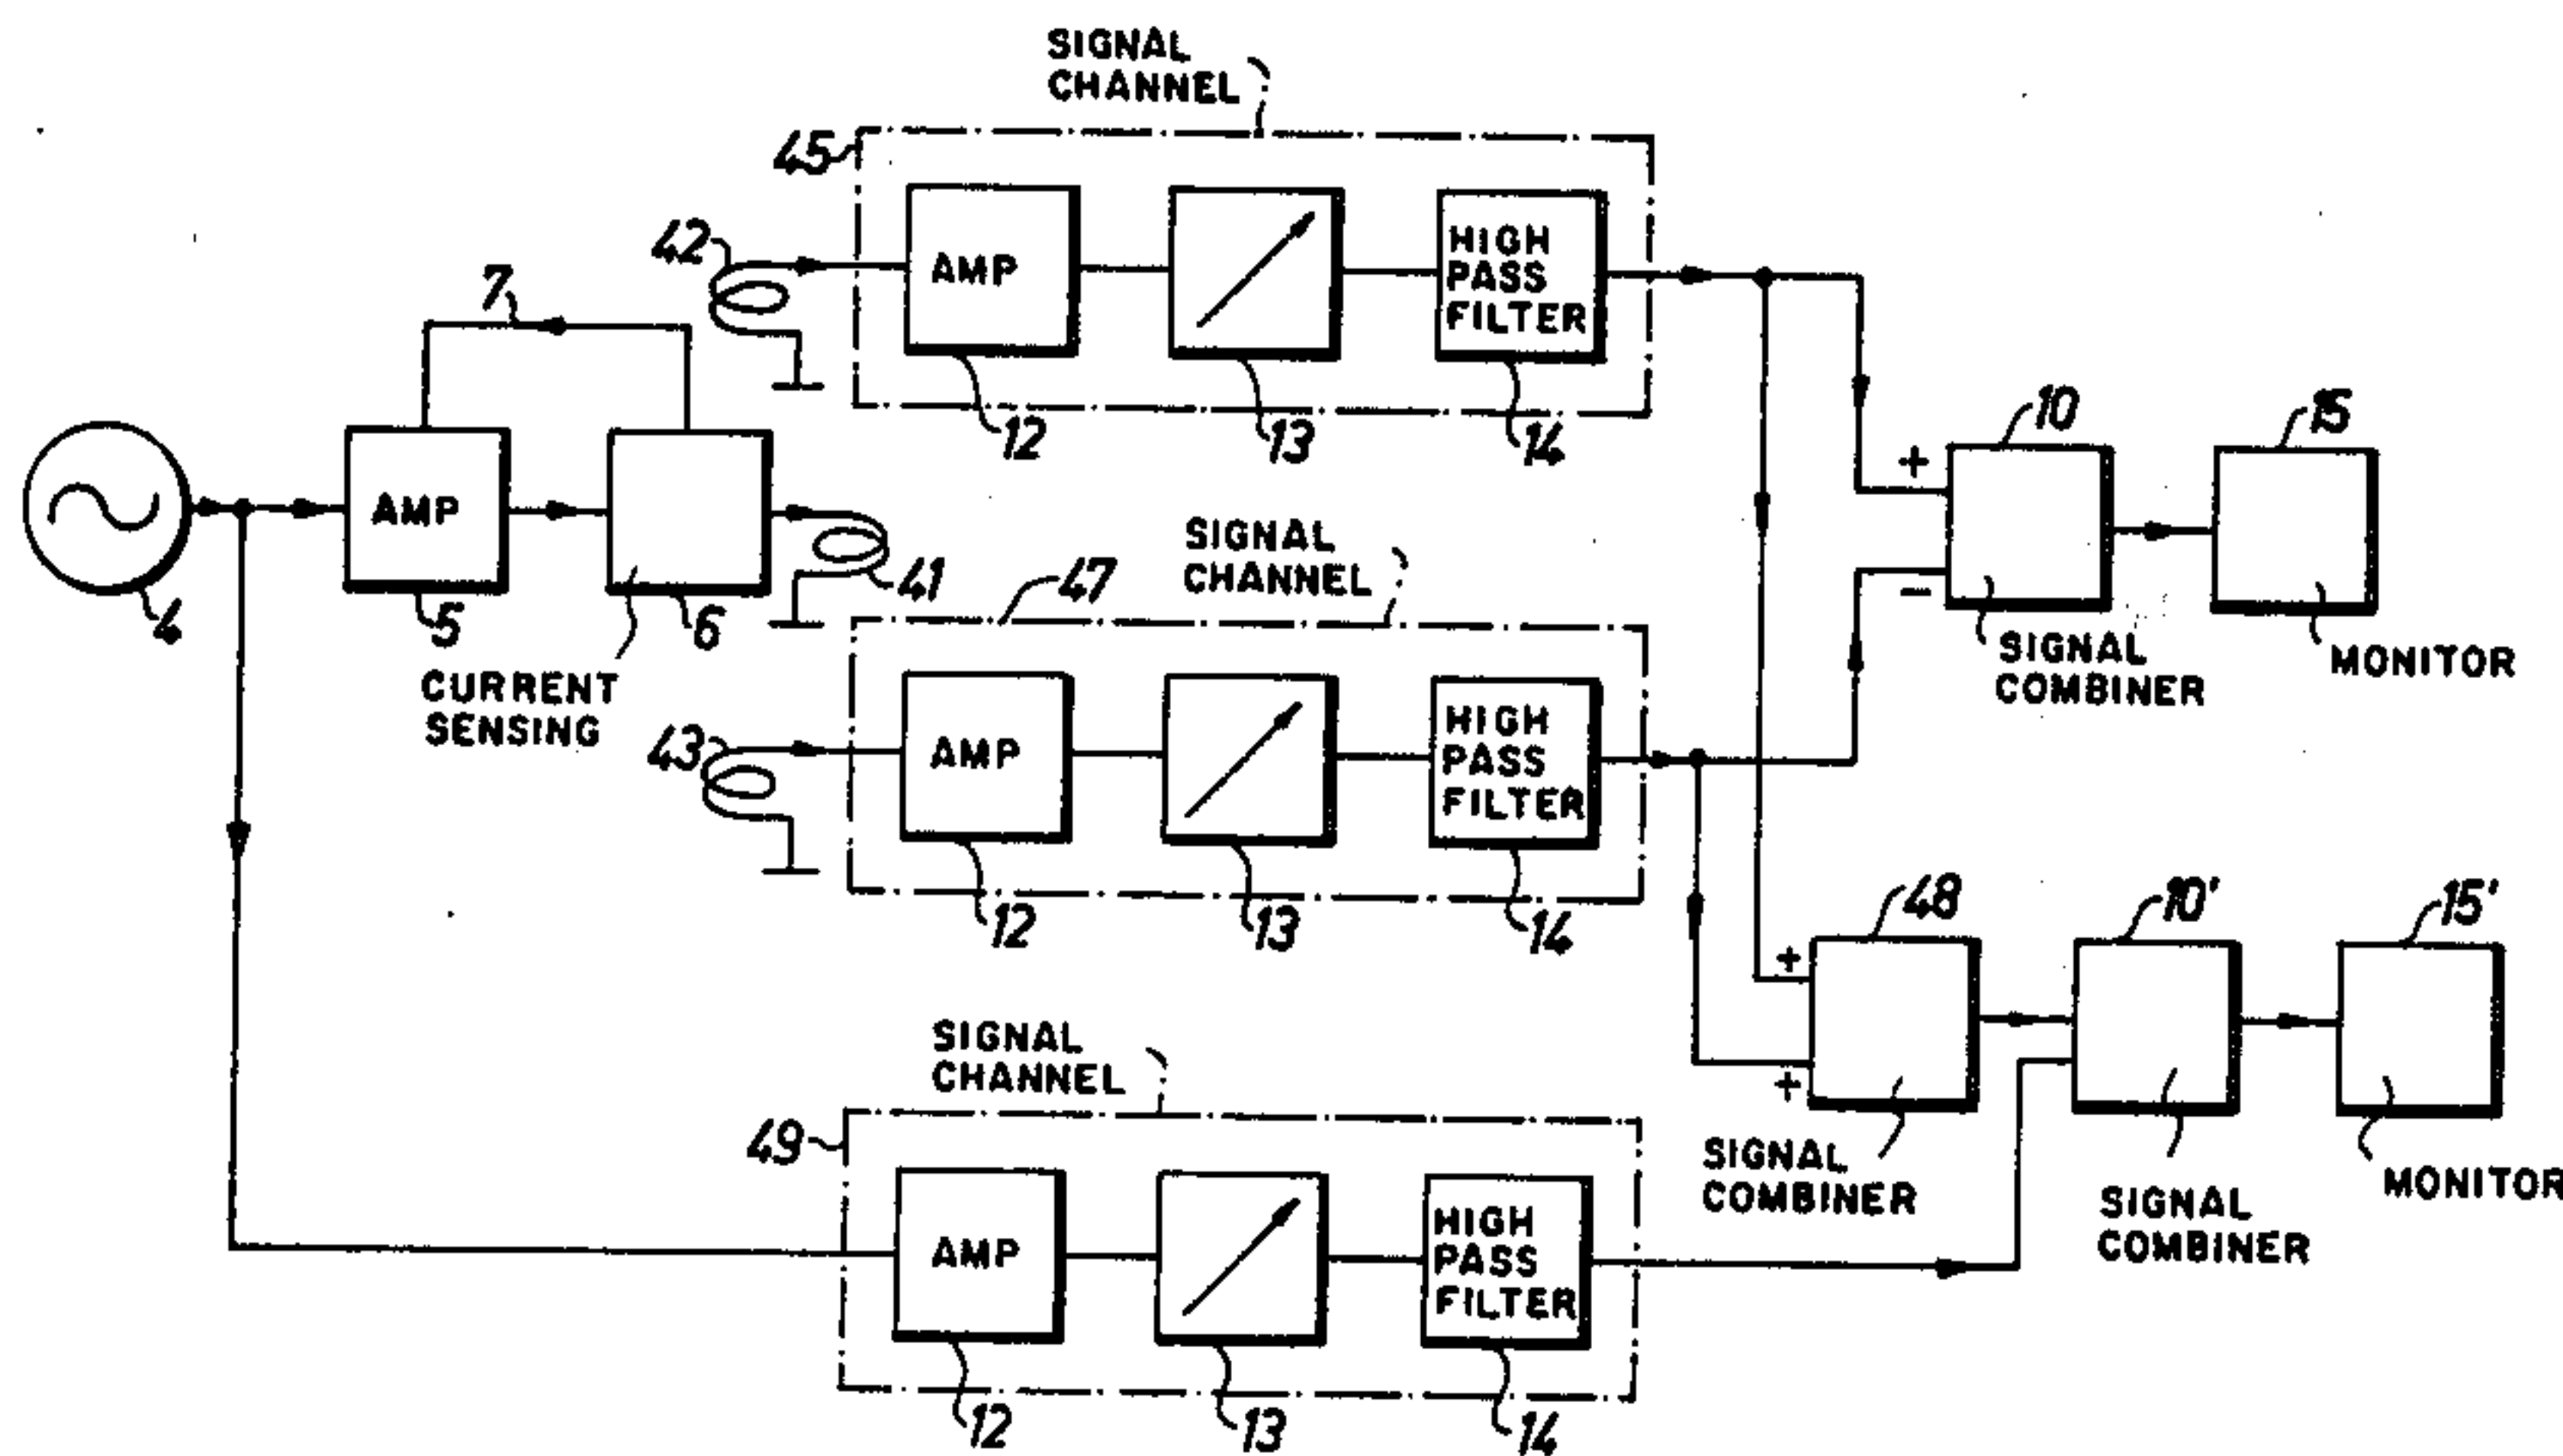 SIGNAL
CHANNEL
45
42
AMP
HIGH
PASS
FILTER
7
12
13
14
10
15
+
−
4
AMP
5
6
41
CURRENT
SENSING
SIGNAL
CHANNEL
47
SIGNAL
COMBINER
MONITOR
43
AMP
HIGH
PASS
FILTER
12
13
14
48
10'
15'
+
+
SIGNAL
CHANNEL
49
AMP
HIGH
PASS
FILTER
SIGNAL
COMBINER
SIGNAL
COMBINER
MONITOR
12
13
14